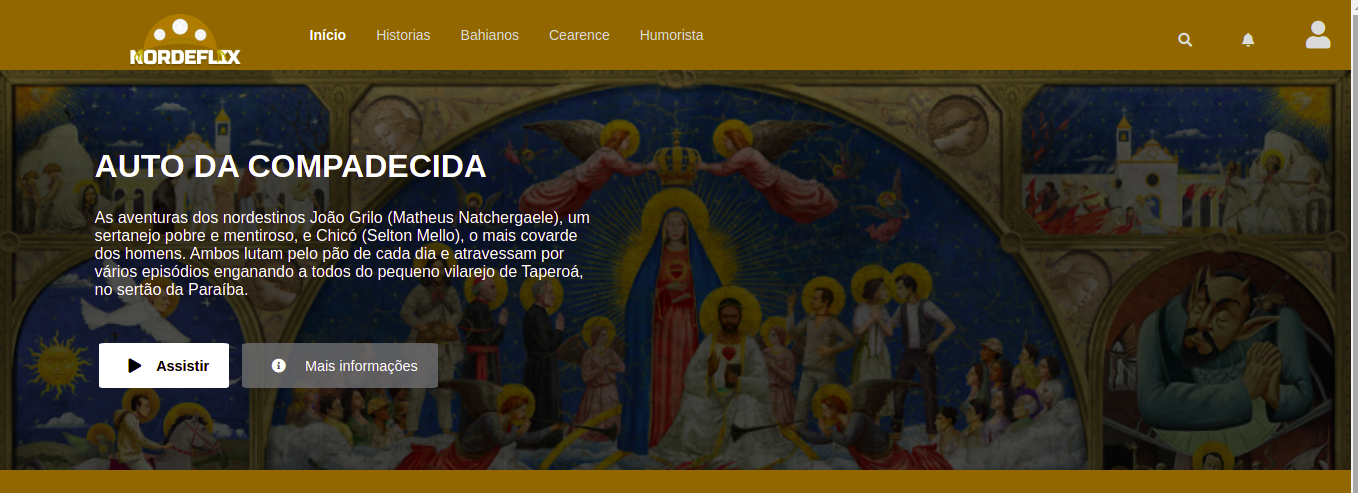 NORDEFLIX
Início Historias Bahianos Cearence Humorista
AUTO DA COMPADECIDA
As aventuras dos nordestinos João Grilo (Matheus Natchergaele), um
sertanejo pobre e mentiroso, e Chicó (Selton Mello), o mais covarde
dos homens. Ambos lutam pelo pão de cada dia e atravessam por
vários episódios enganando a todos do pequeno vilarejo de Taperoá,
no sertão da Paraíba.
Assistir Mais informações